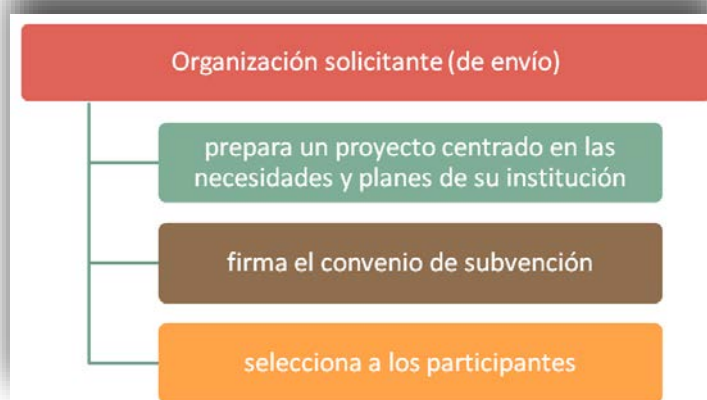 Organización solicitante (de envío)
prepara un proyecto centrado en las
necesidades y planes de su institución
firma el convenio de subvención
selecciona a los participantes